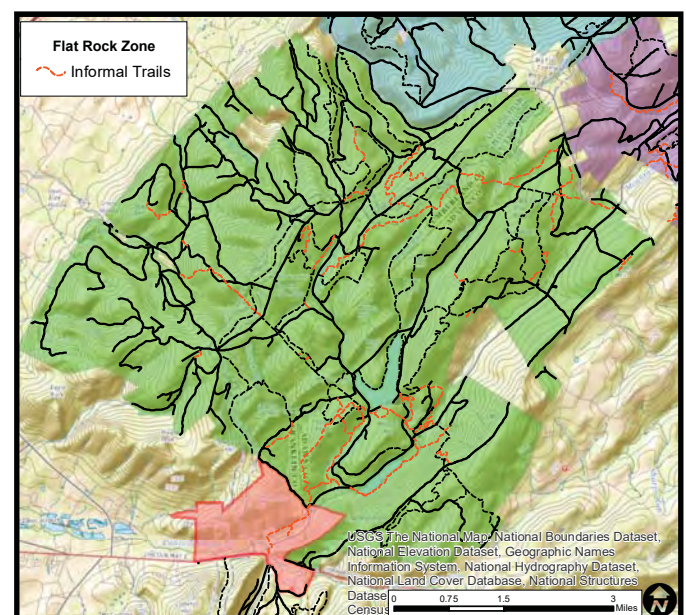 Flat Rock Zone
Informal Trails
USGS The National Map: National Boundaries Dataset,
National Elevation Dataset, Geographic Names
Information System, National Hydrography Dataset,
National Land Cover Database, National Structures
Datase
Census
0 0.75 1.5 3
Miles
N